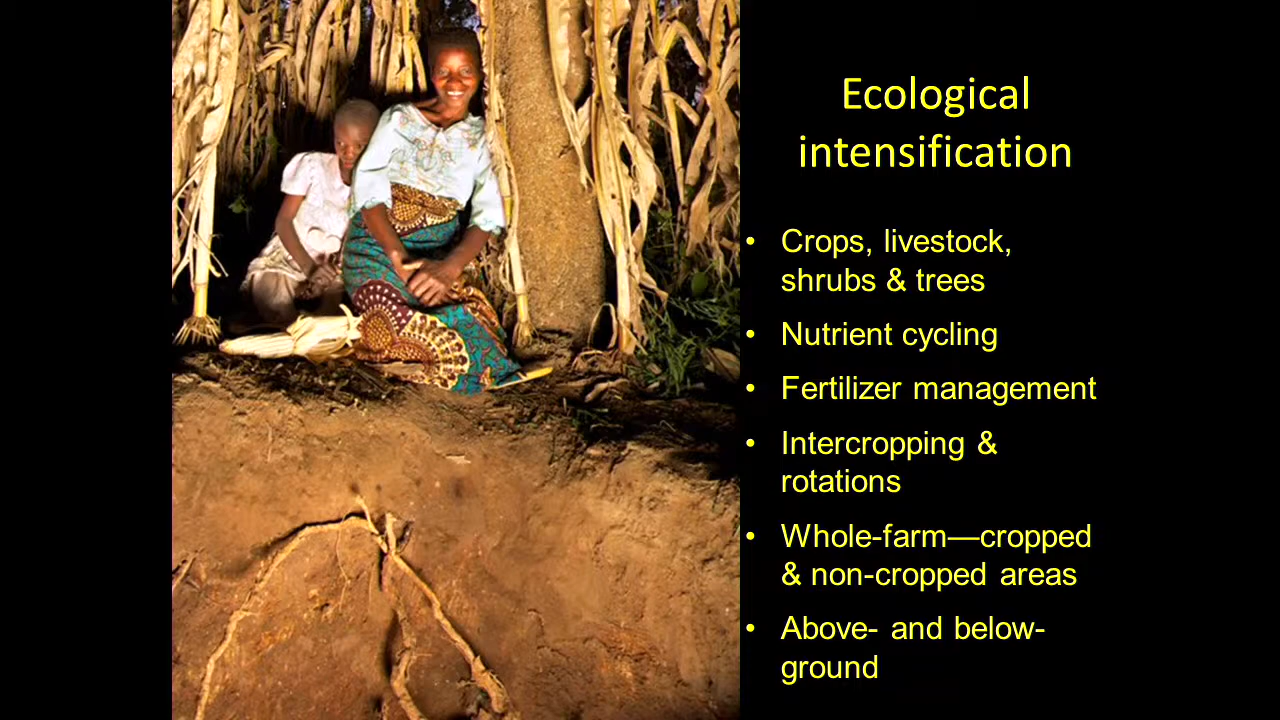 Ecological
intensification
• Crops, livestock,
shrubs & trees
• Nutrient cycling
• Fertilizer management
• Intercropping &
rotations
• Whole-farm—cropped
& non-cropped areas
• Above- and below-
ground